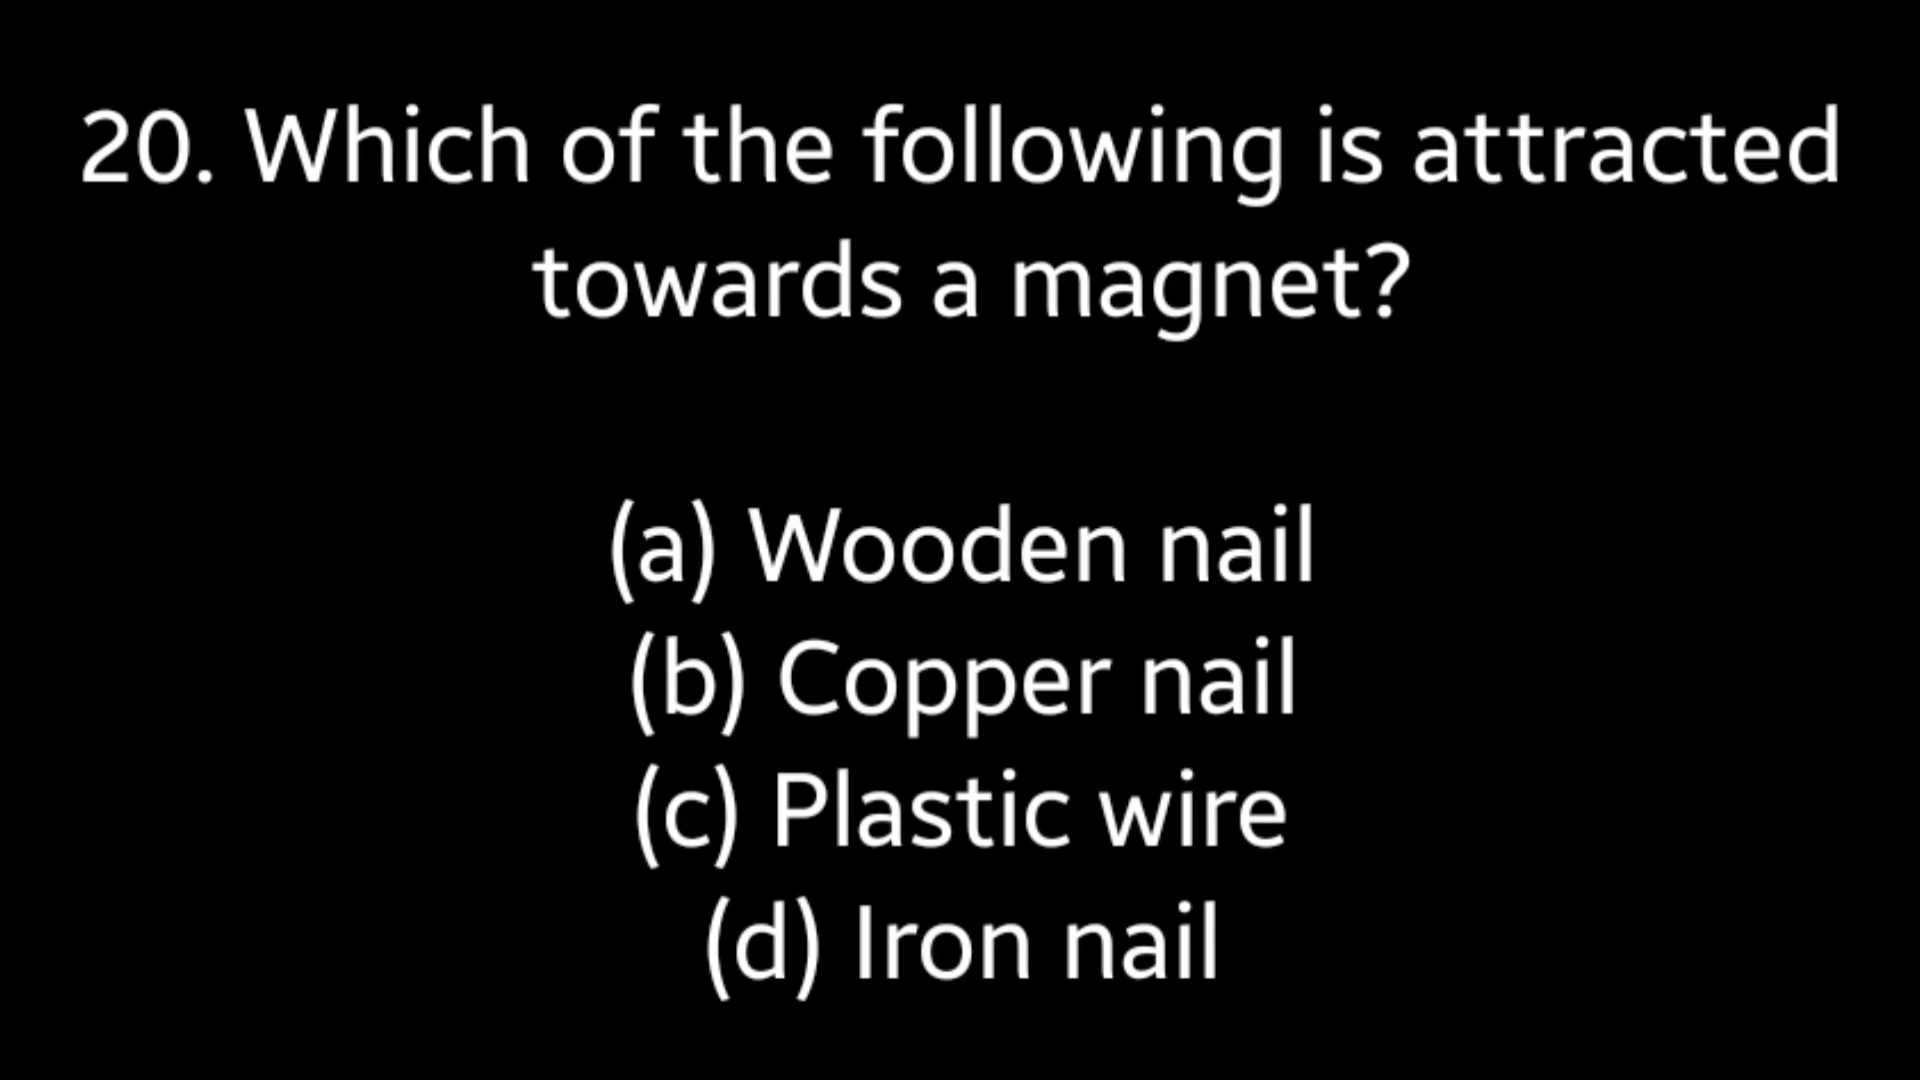 20. Which of the following is attracted
towards a magnet?
(a) Wooden nail
(b) Copper nail
(c) Plastic wire
(d) Iron nail